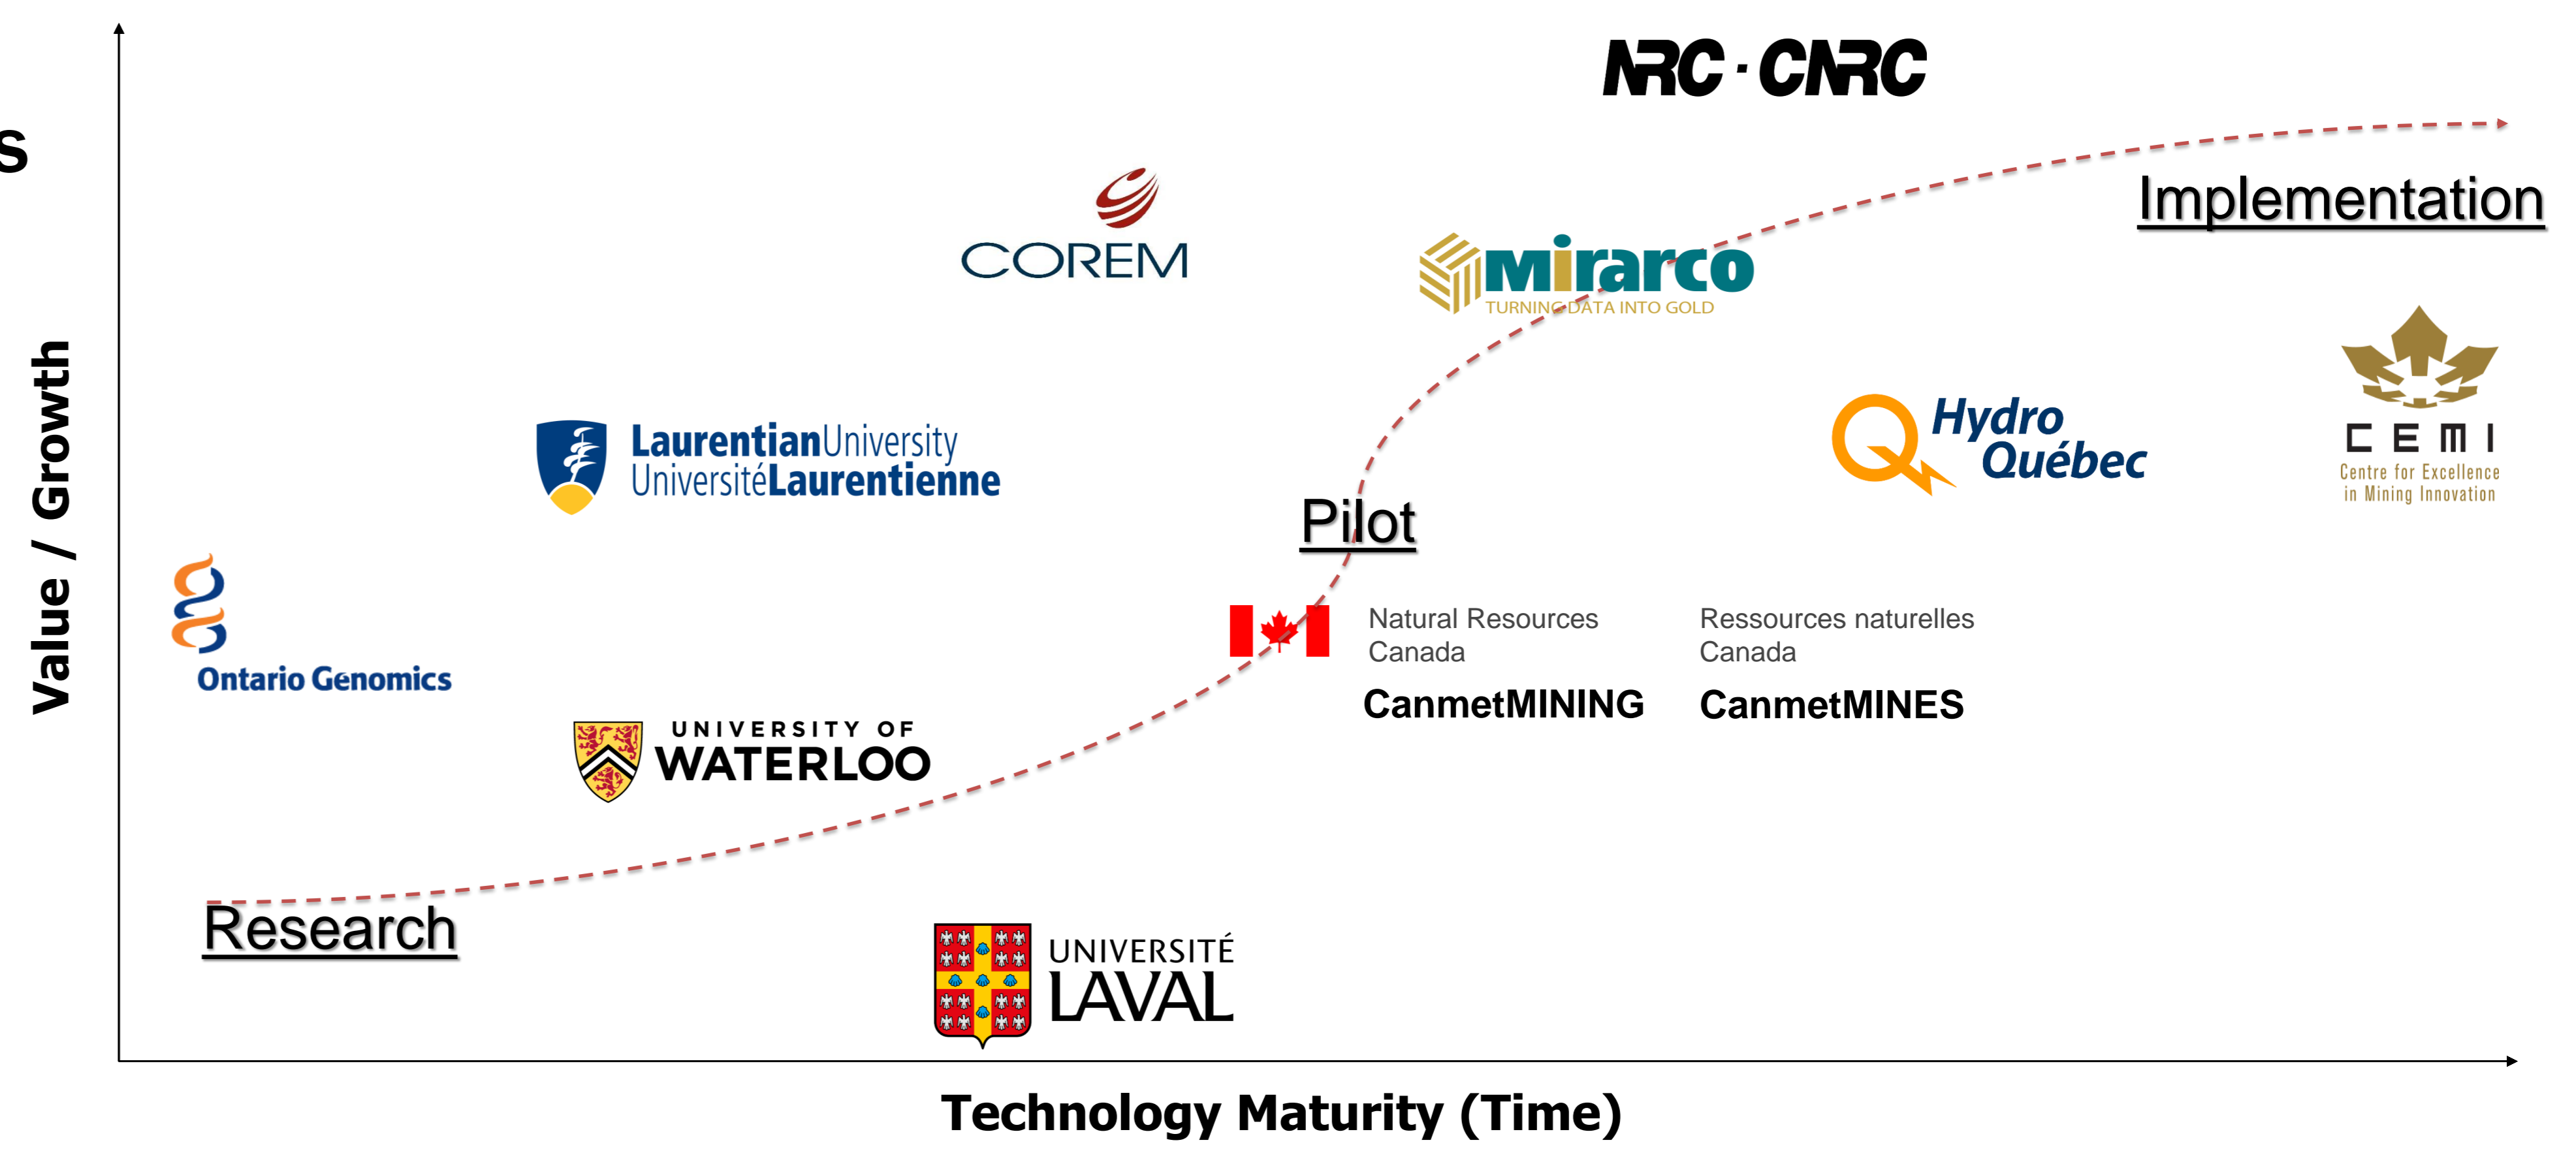 NRC·CNRC
s
COREM
Implementation
mirarco
TURNING DATA INTO GOLD
Value / Growth
LaurentianUniversity
UniversitéLaurentienne
Hydro
Québec
CEMI
Centre for Excellence
in Mining Innovation
Pilot
Ontario Genomics
Natural Resources
Canada
CanmetMINING
Ressources naturelles
Canada
CanmetMINES
UNIVERSITY OF
WATERLOO
Research
UNIVERSITÉ
LAVAL
Technology Maturity (Time)